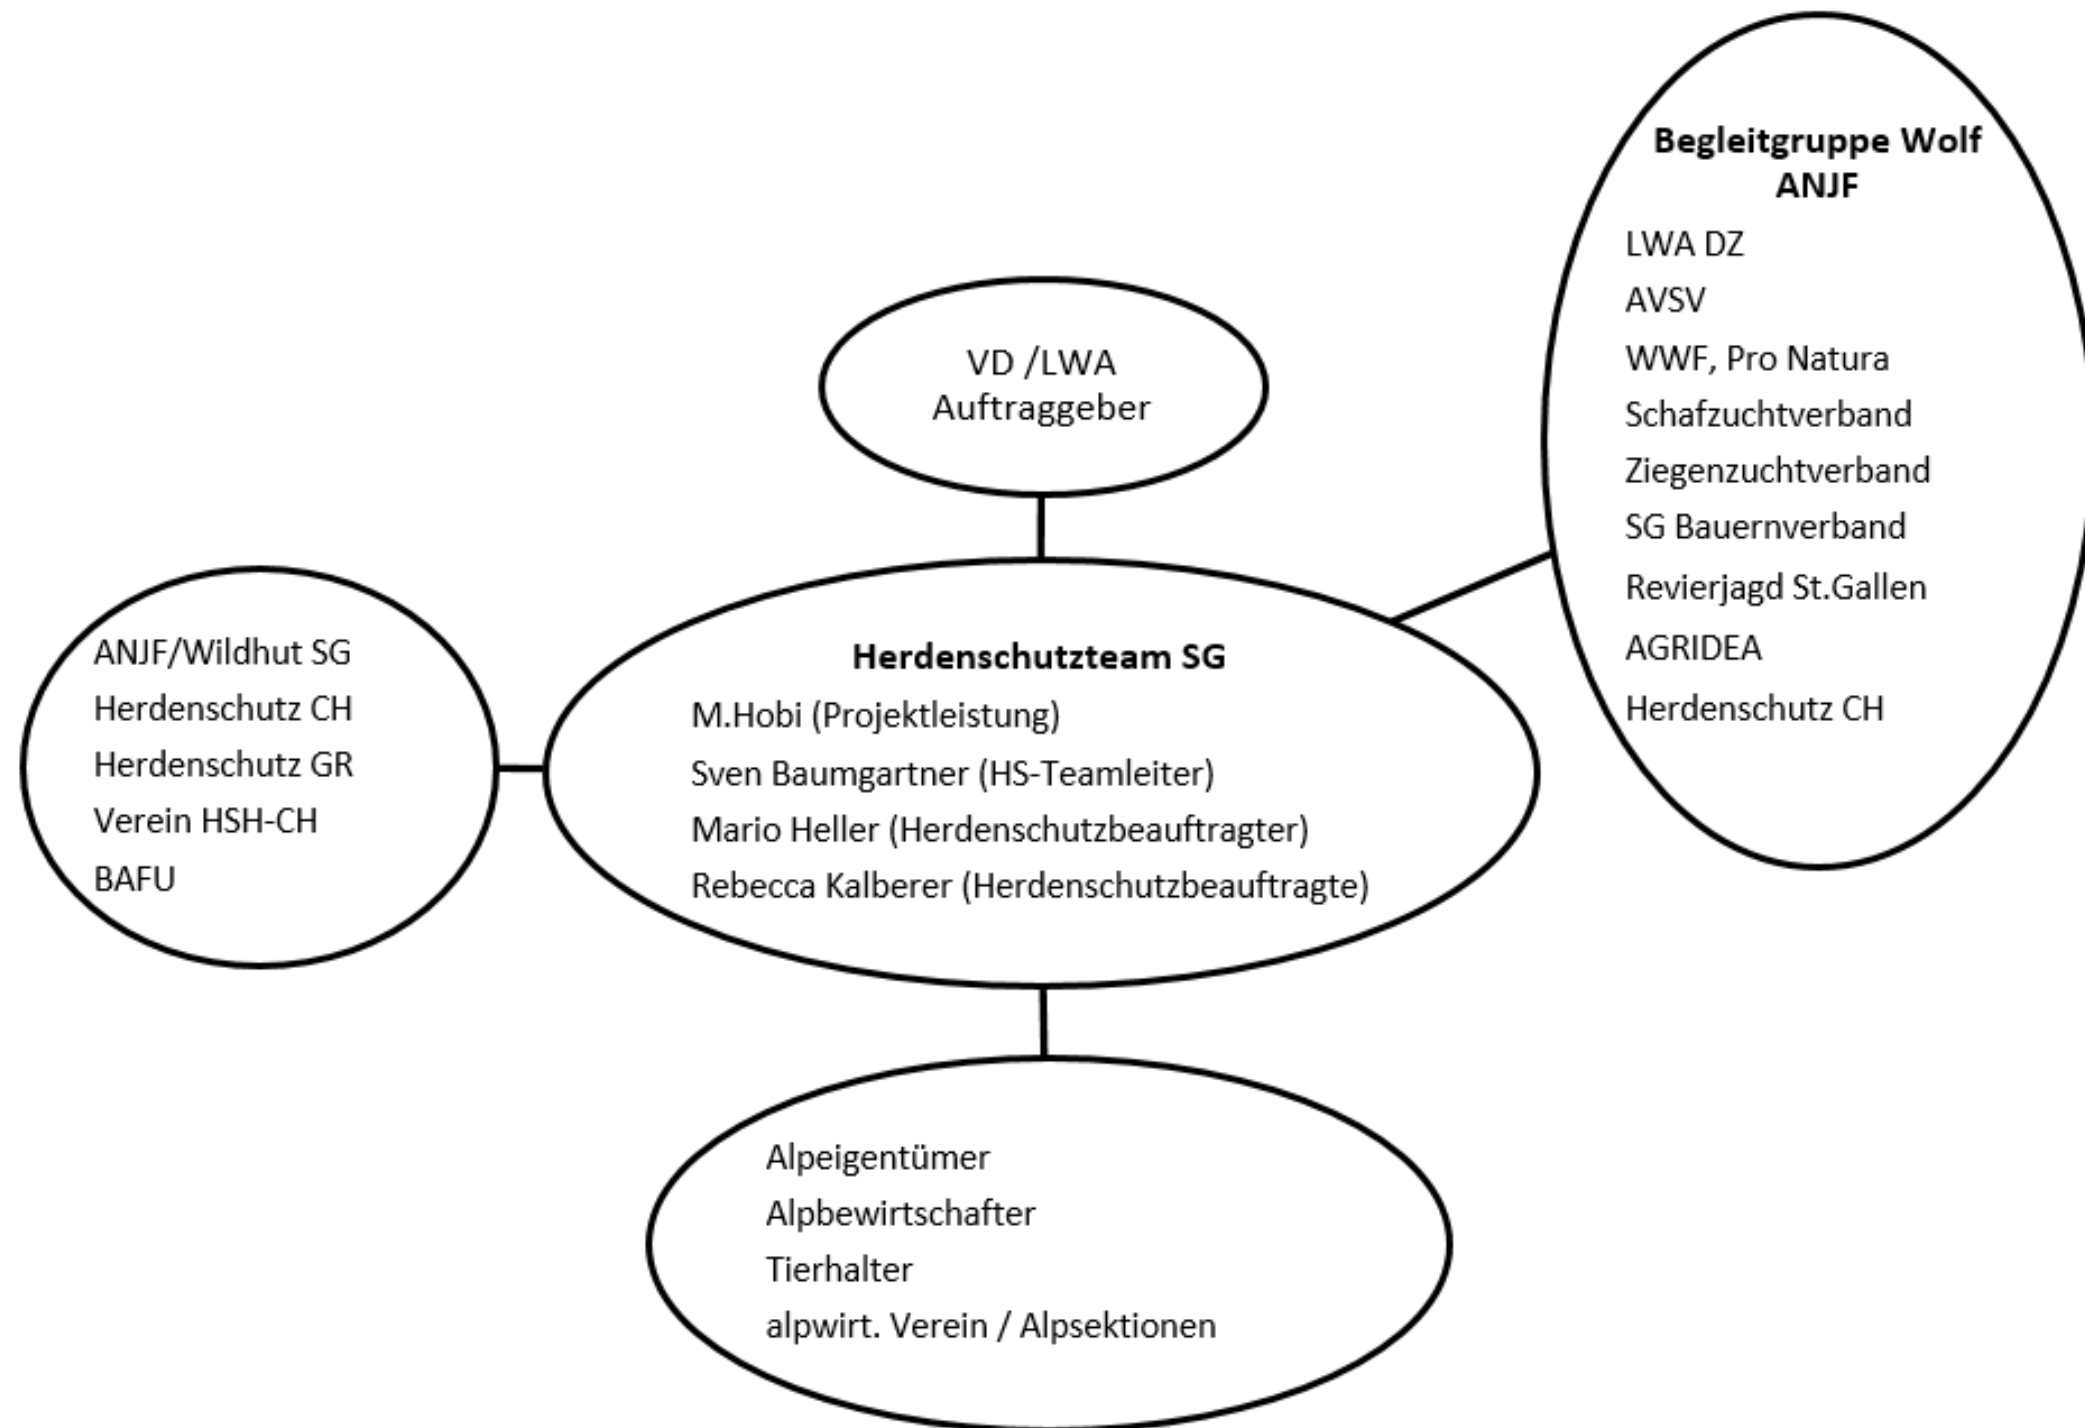 Begleitgruppe Wolf
ANJF
LWA DZ
AVSV
WWF, Pro Natura
Schafzuchtverband
Ziegenzuchtverband
SG Bauernverband
Revierjagd St.Gallen
AGRIDEA
Herdenschutz CH
VD /LWA
Auftraggeber
ANJF/Wildhut SG
Herdenschutz CH
Herdenschutz GR
Verein HSH-CH
BAFU
Herdenschutzteam SG
M.Hobi (Projektleistung)
Sven Baumgartner (HS-Teamleiter)
Mario Heller (Herdenschutzbeauftragter)
Rebecca Kalberer (Herdenschutzbeauftragte)
Alpeigentümer
Alpbewirtschafter
Tierhalter
alpwirt. Verein / Alpsektionen